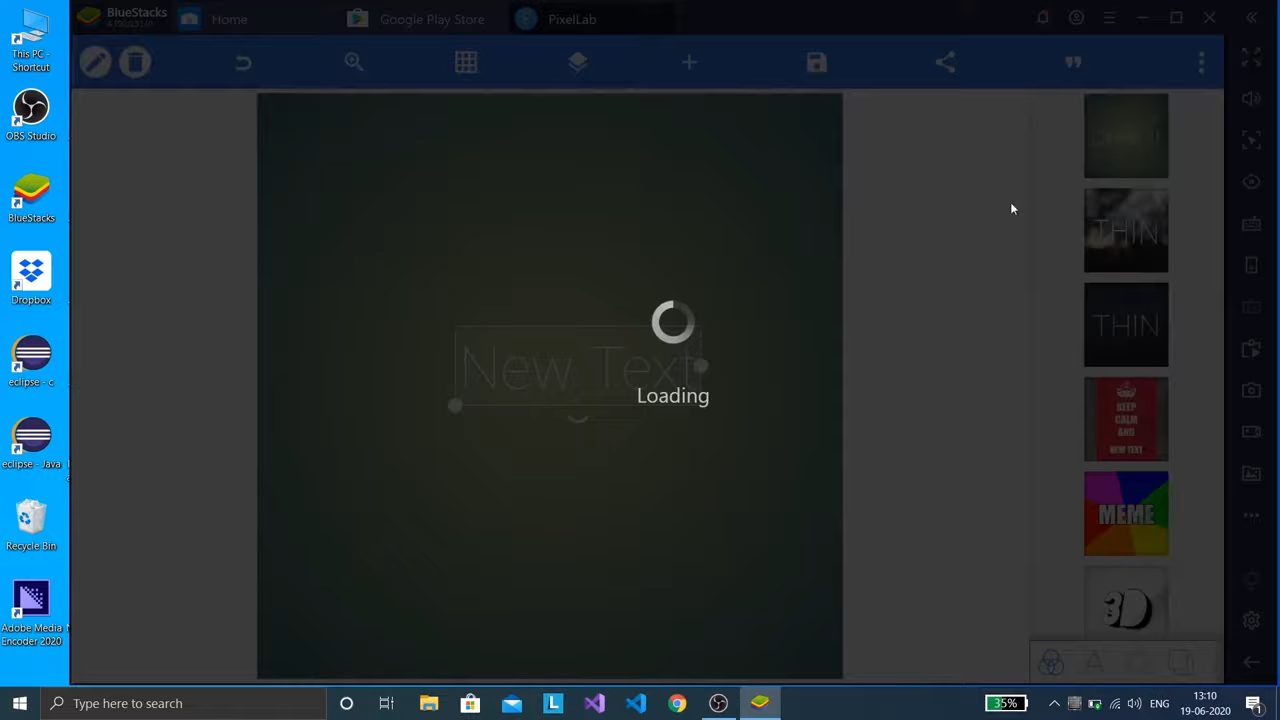 BlueStacks
Home
Google Play Store
PixelLab
This PC -
Shortcut
OBS Studio
BlueStacks
Dropbox
eclipse - c
eclipse - Java
Recycle Bin
Adobe Media
Encoder 2020
New Text
Loading
THIN
THIN
KEEP
CALM
AND
NEW TEXT
MEME
3D
Type here to search
35%
ENG
13:10
19-06-2020